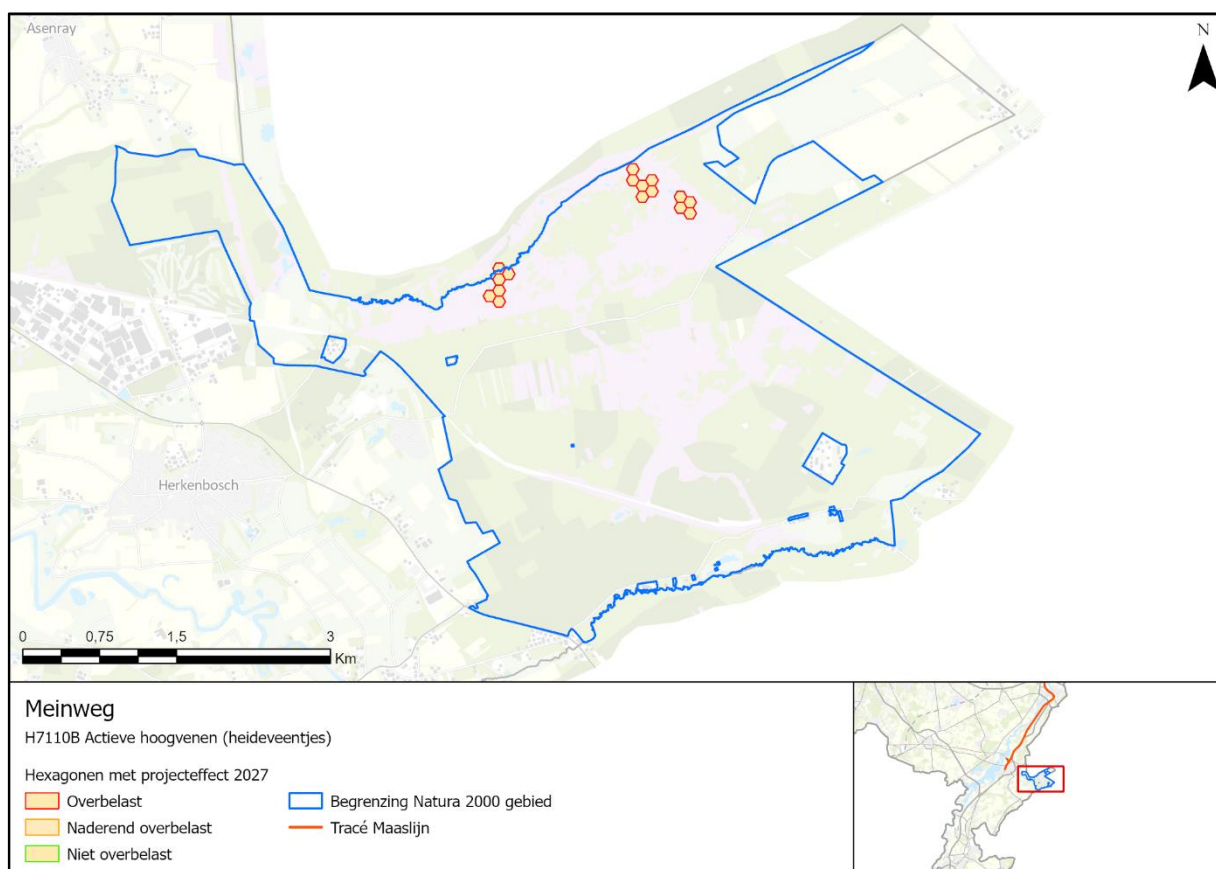 Asenray
N
Herkenbosch
0 0,75 1,5 3
Km
Meinweg
H7110B Actieve hoogvenen (heideveentjes)
Hexagonen met projecteffect 2027
Overbelast
Naderend overbelast
Niet overbelast
Begrenzing Natura 2000 gebied
Tracé Maaslijn